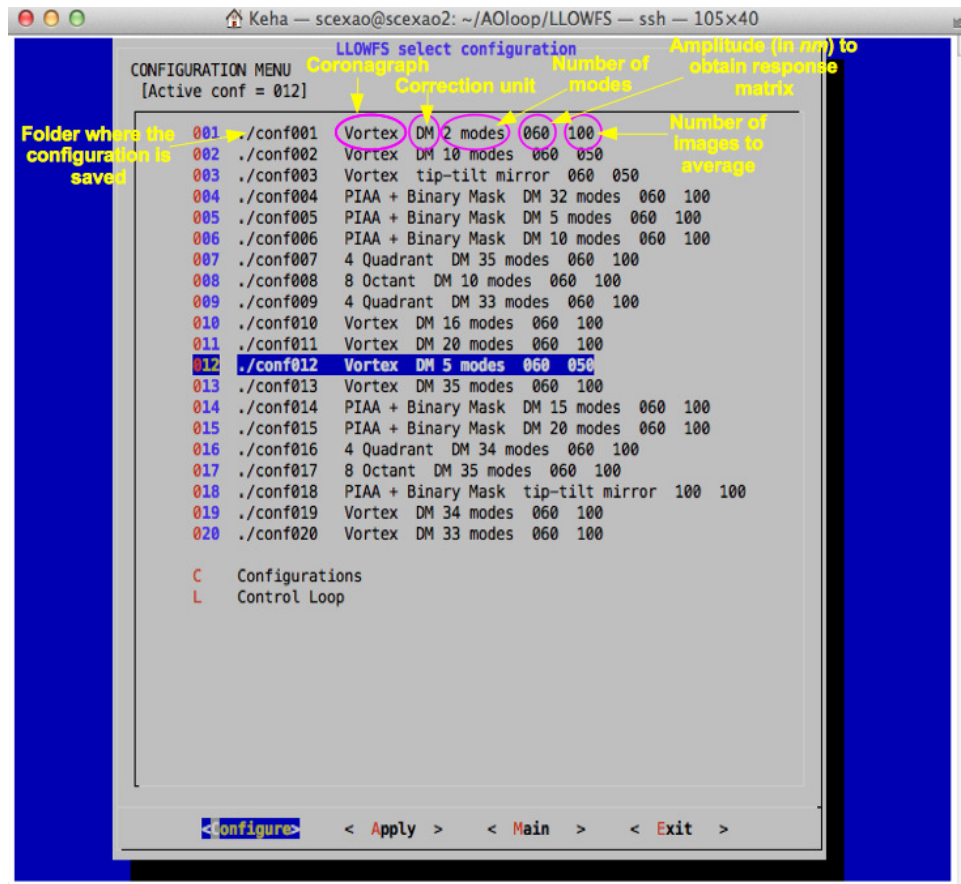 Keha — scexao@scexao2: ~/AOloop/LLOWFS — ssh — 105×40
LLOWFS select configuration
CONFIGURATION MENU
[Active conf = 012]
Coronagraph
Correction unit
Number of
modes
Amplitude (in nm) to
obtain response
matrix
Folder where the
configuration is
saved
Number of
images to
average
001 ./conf001 Vortex DM 2 modes 060 100
002 ./conf002 Vortex DM 10 modes 060 050
003 ./conf003 Vortex tip-tilt mirror 060 050
004 ./conf004 PIAA + Binary Mask DM 32 modes 060 100
005 ./conf005 PIAA + Binary Mask DM 5 modes 060 100
006 ./conf006 PIAA + Binary Mask DM 10 modes 060 100
007 ./conf007 4 Quadrant DM 35 modes 060 100
008 ./conf008 8 Octant DM 10 modes 060 100
009 ./conf009 4 Quadrant DM 33 modes 060 100
010 ./conf010 Vortex DM 16 modes 060 100
011 ./conf011 Vortex DM 20 modes 060 100
012 ./conf012 Vortex DM 5 modes 060 050
013 ./conf013 Vortex DM 35 modes 060 100
014 ./conf014 PIAA + Binary Mask DM 15 modes 060 100
015 ./conf015 PIAA + Binary Mask DM 20 modes 060 100
016 ./conf016 4 Quadrant DM 34 modes 060 100
017 ./conf017 8 Octant DM 35 modes 060 100
018 ./conf018 PIAA + Binary Mask tip-tilt mirror 100 100
019 ./conf019 Vortex DM 34 modes 060 100
020 ./conf020 Vortex DM 33 modes 060 100
C Configurations
L Control Loop
<Configure> < Apply > < Main > < Exit >